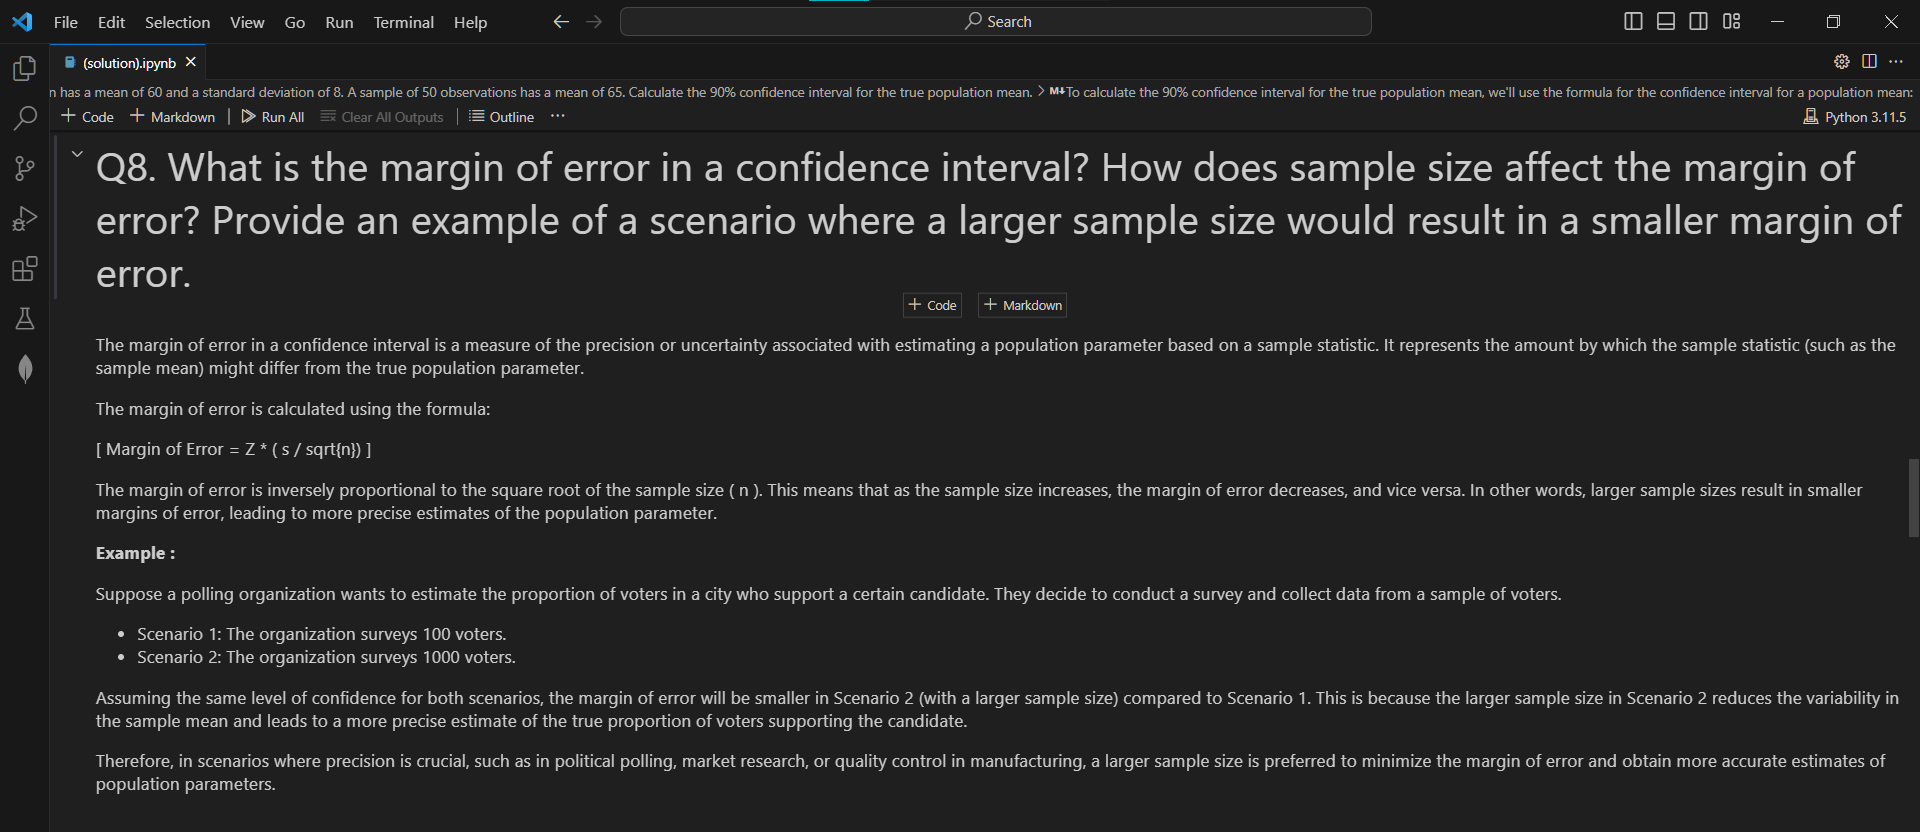 File Edit Selection View Go Run Terminal Help Search
(solution).ipynb
n has a mean of 60 and a standard deviation of 8. A sample of 50 observations has a mean of 65. Calculate the 90% confidence interval for the true population mean. > M↓To calculate the 90% confidence interval for the true population mean, we'll use the formula for the confidence interval for a population mean:
+ Code + Markdown | Run All Clear All Outputs | Outline ... Python 3.11.5
Q8. What is the margin of error in a confidence interval? How does sample size affect the margin of
error? Provide an example of a scenario where a larger sample size would result in a smaller margin of
error.
+ Code + Markdown
The margin of error in a confidence interval is a measure of the precision or uncertainty associated with estimating a population parameter based on a sample statistic. It represents the amount by which the sample statistic (such as the
sample mean) might differ from the true population parameter.
The margin of error is calculated using the formula:
[ Margin of Error = Z * ( s / sqrt{n}) ]
The margin of error is inversely proportional to the square root of the sample size ( n ). This means that as the sample size increases, the margin of error decreases, and vice versa. In other words, larger sample sizes result in smaller
margins of error, leading to more precise estimates of the population parameter.
Example :
Suppose a polling organization wants to estimate the proportion of voters in a city who support a certain candidate. They decide to conduct a survey and collect data from a sample of voters.
• Scenario 1: The organization surveys 100 voters.
• Scenario 2: The organization surveys 1000 voters.
Assuming the same level of confidence for both scenarios, the margin of error will be smaller in Scenario 2 (with a larger sample size) compared to Scenario 1. This is because the larger sample size in Scenario 2 reduces the variability in
the sample mean and leads to a more precise estimate of the true proportion of voters supporting the candidate.
Therefore, in scenarios where precision is crucial, such as in political polling, market research, or quality control in manufacturing, a larger sample size is preferred to minimize the margin of error and obtain more accurate estimates of
population parameters.